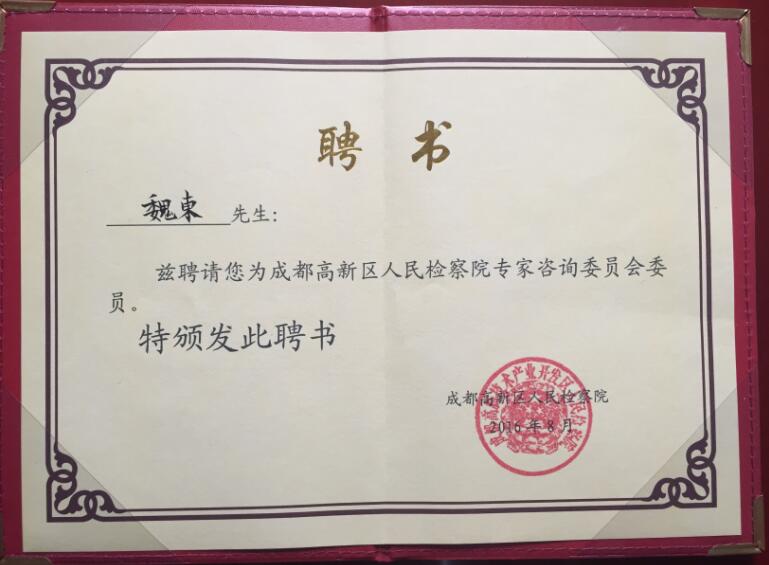 聘 书
魏東 先生：
兹聘请您为成都高新区人民检察院专家咨询委员会委
员。
特颁发此聘书
成都高新区人民检察院
2016年8月